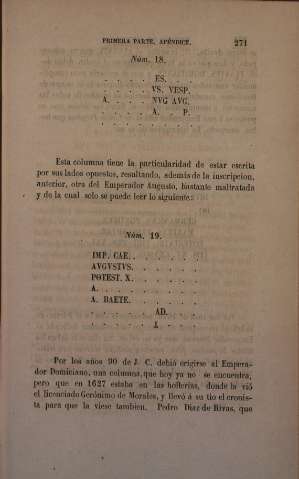 PRIMERA PARTE. APÉNDICE. 271
Núm. 18.
. . . . . ES.
. . . . . VS. VESP.
A. . . . . NVG AVG.
. . . . . A. . P.
. . . . . . . . .
Esta columna tiene la particularidad de estar escrita
por sus lados opuestos, resultando, además de la inscripcion,
anterior, otra del Emperador Augusto, bastante maltratada
y de la cual solo se puede leer lo siguiente:
Núm. 19.
IMP. CAE. . . . . . .
AVGVSTVS. . . . . .
POTEST. X. . . . . .
A. . . . . . . . . .
A. BAETE. . . . . . .
. . . . . . AD.
. . . . . . I.
Por los años 90 de J. C. debió erigirse al Empera-
dor Domiciano, una columna, que hoy ya no se encuentra,
pero que en 1627 estaba en las hosterias, donde la vió
el licenciado Gerónimo de Morales, y llevó á su tio el cronis-
ta para que la viese tambien. Pedro Diaz de Rivas, que